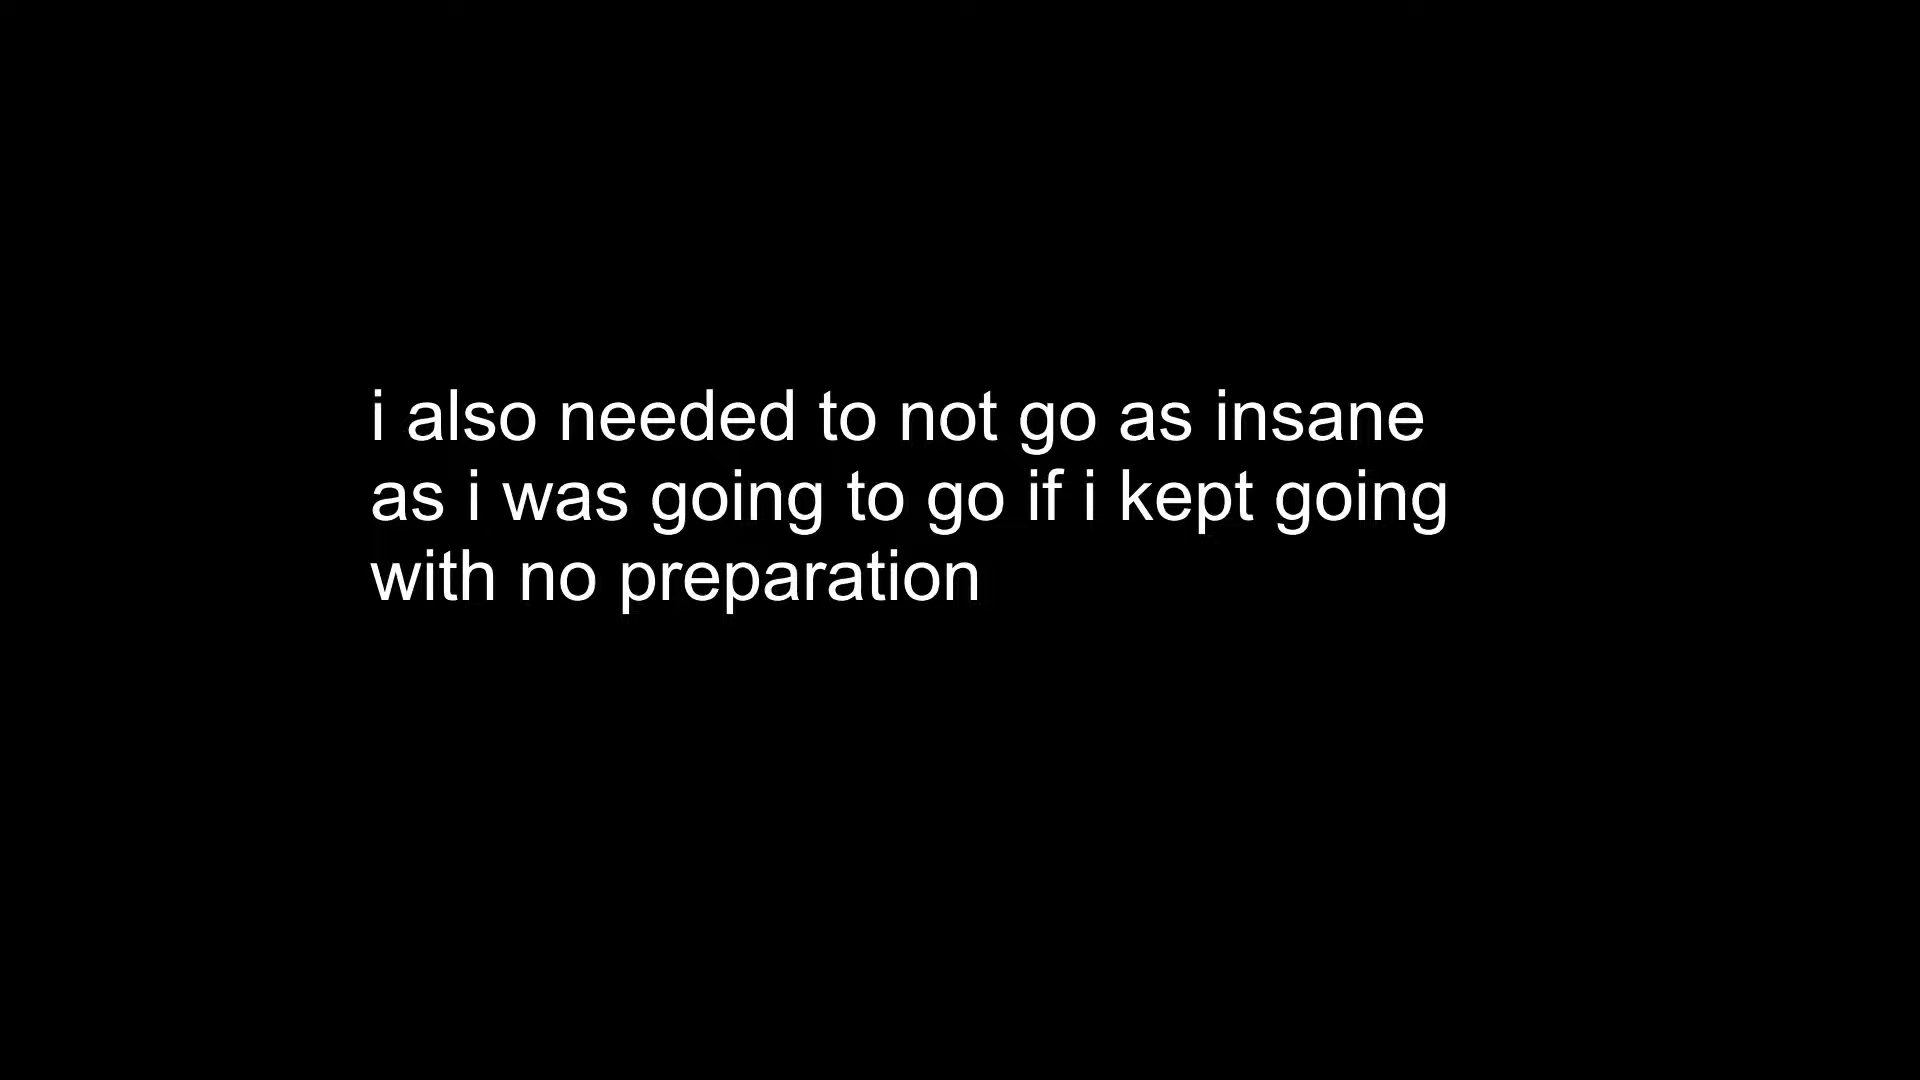 i also needed to not go as insane
as i was going to go if i kept going
with no preparation